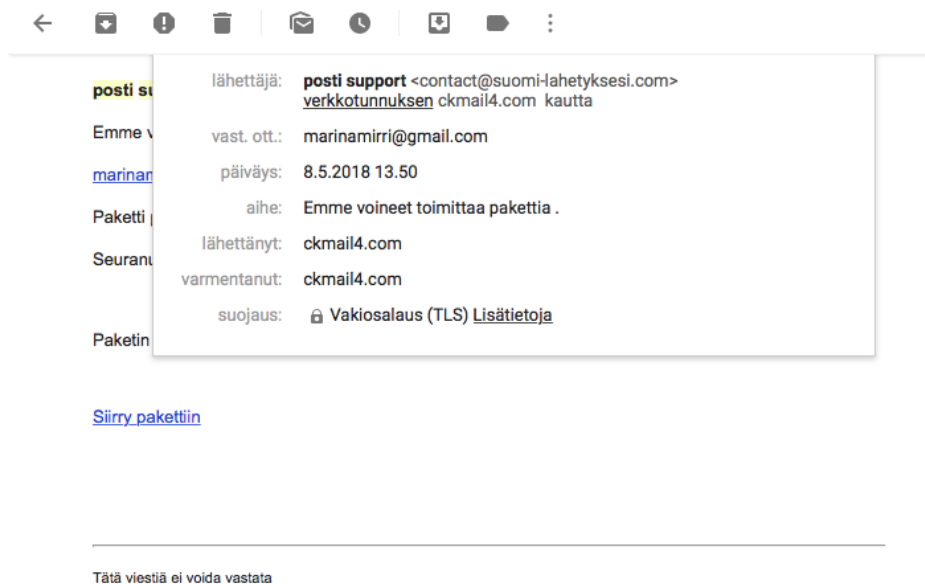 posti su
lähettäjä: posti support <contact@suomi-lahetyksesi.com>
verkkotunnuksen ckmail4.com kautta
Emme v
vast. ott.: marinamirri@gmail.com
marinam
päiväys: 8.5.2018 13.50
Paketti
aihe: Emme voineet toimittaa pakettia .
lähettänyt: ckmail4.com
Seuranu
varmentanut: ckmail4.com
suojaus: Vakiosalaus (TLS) Lisätietoja
Paketin
Siirry pakettiin
Tätä viestiä ei voida vastata